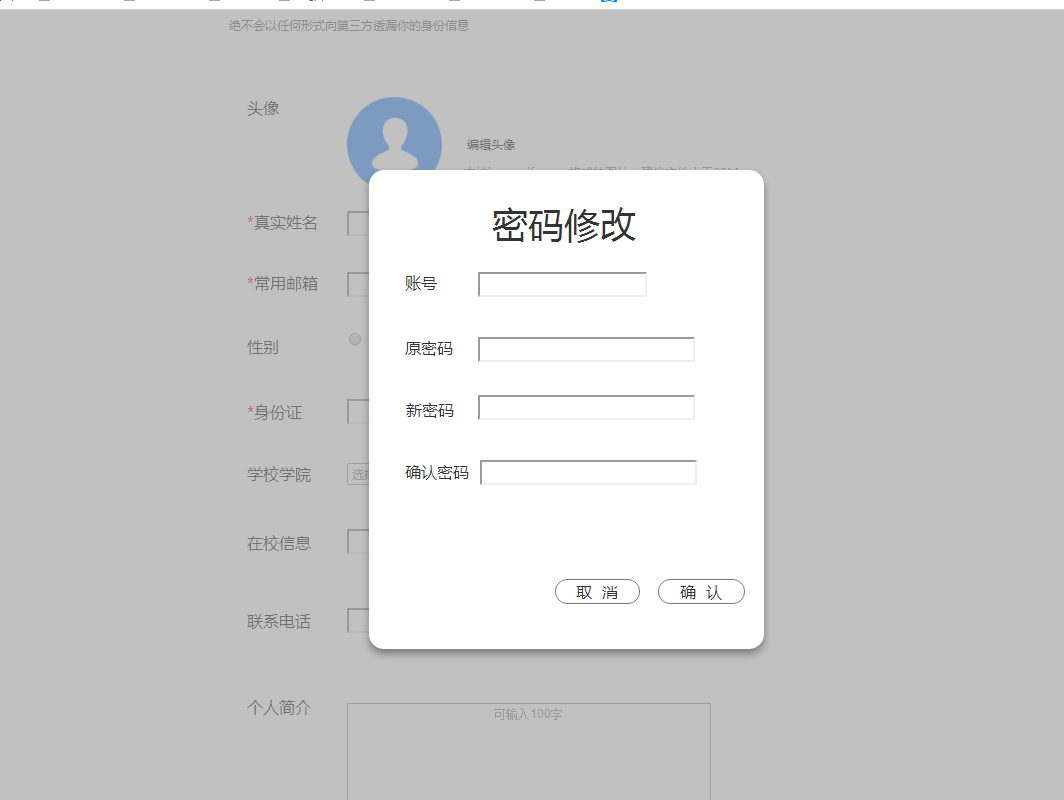 绝不会以任何形式向第三方透漏你的身份信息
头像
编辑头像
密码修改
*真实姓名
账号
*常用邮箱
性别
原密码
*身份证
新密码
学校学院
确认密码
在校信息
取 消
确 认
联系电话
个人简介
可输入100字